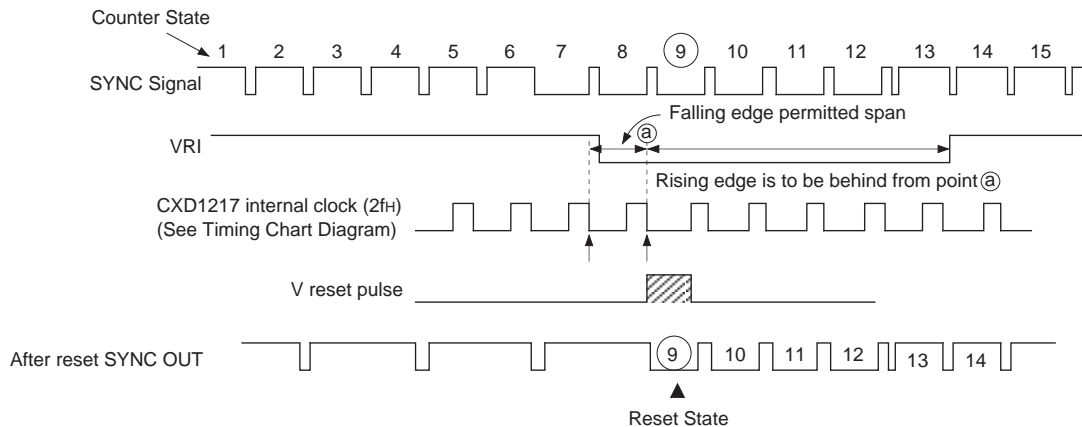 Counter State
1 2 3 4 5 6 7 8 9 10 11 12 13 14 15
SYNC Signal
Falling edge permitted span
VRI
a
Rising edge is to be behind from point a
CXD1217 internal clock (2fH)
(See Timing Chart Diagram)
V reset pulse
After reset SYNC OUT
9 10 11 12 13 14
Reset State